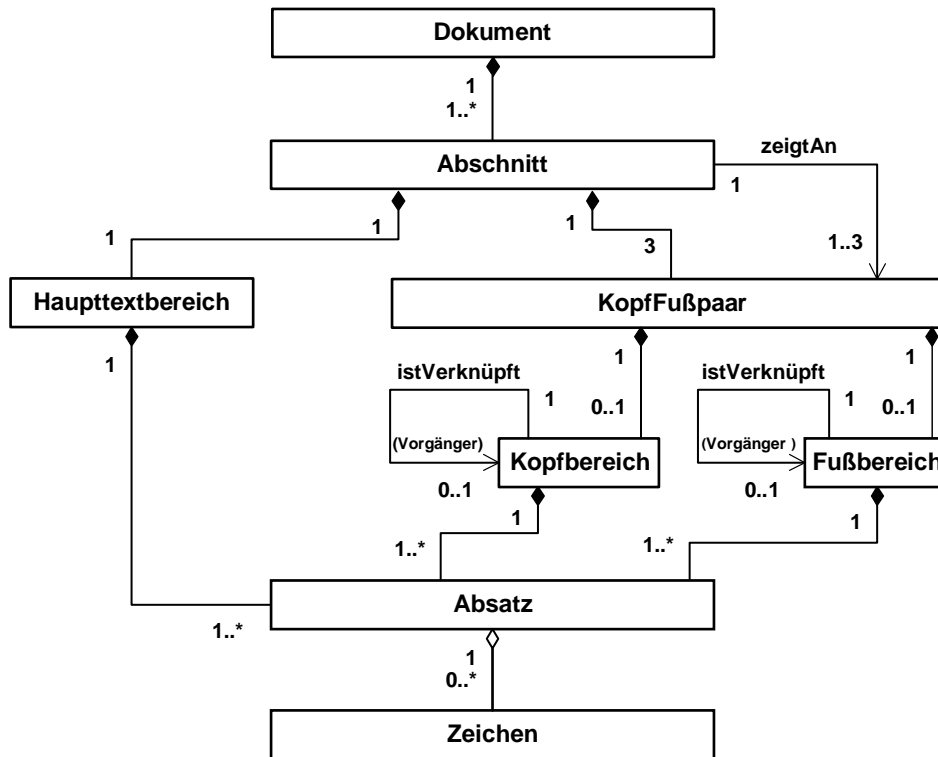 Dokument
1
1..*
Abschnitt
zeigtAn
1
1..3
1
1
1
3
Haupttextbereich
KopfFußpaar
1
1
0..1
1
0..1
istVerknüpft
1
(Vorgänger)
0..1
istVerknüpft
1
(Vorgänger )
0..1
Kopfbereich
Fußbereich
1
1..*
1
1..*
1..*
Absatz
1
0..*
Zeichen